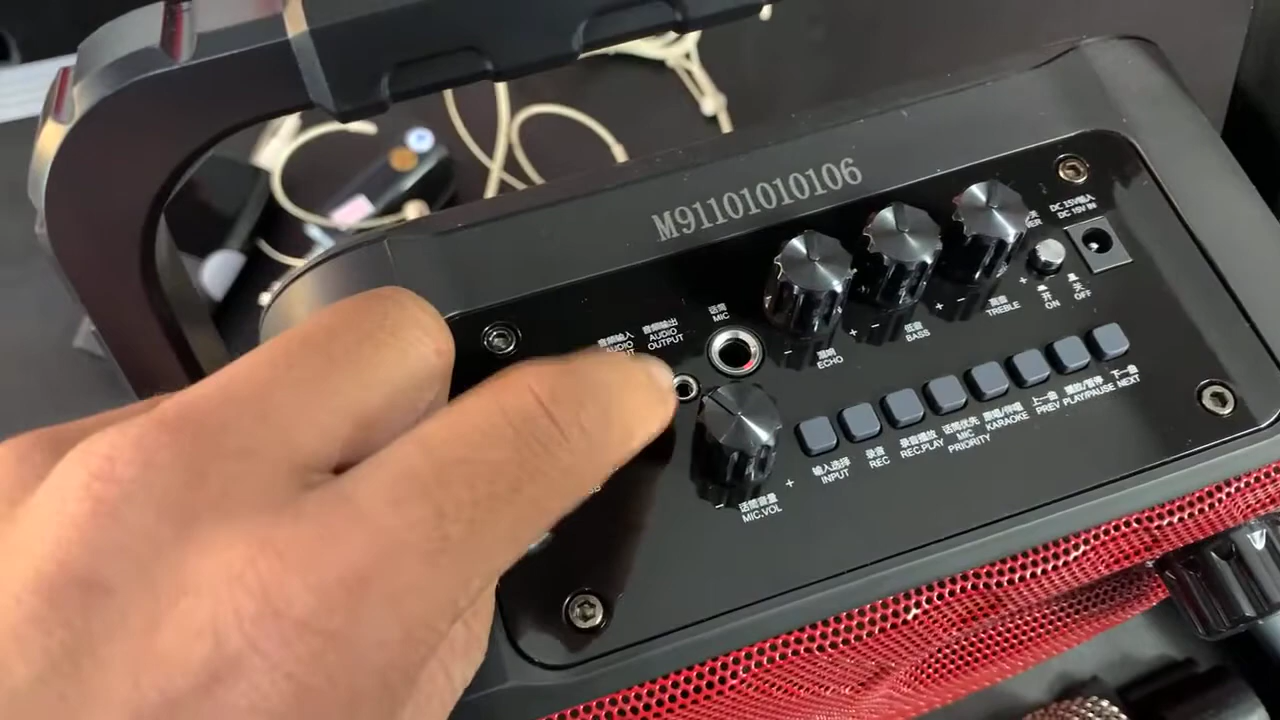 M91101010106
DC 15V输入
DC 15V IN
开
ON
关
OFF
高音
TREBLE
低音
BASS
混响
ECHO
话筒
MIC
音频输出
AUDIO
OUTPUT
音频输入
AUDIO
话筒音量
MIC.VOL
输入选择
INPUT
录音
REC
录音播放
REC.PLAY
话筒优先
MIC
PRIORITY
原唱/伴唱
KARAOKE
上一曲
PREV
播放/暂停
PLAY/PAUSE
下一曲
NEXT